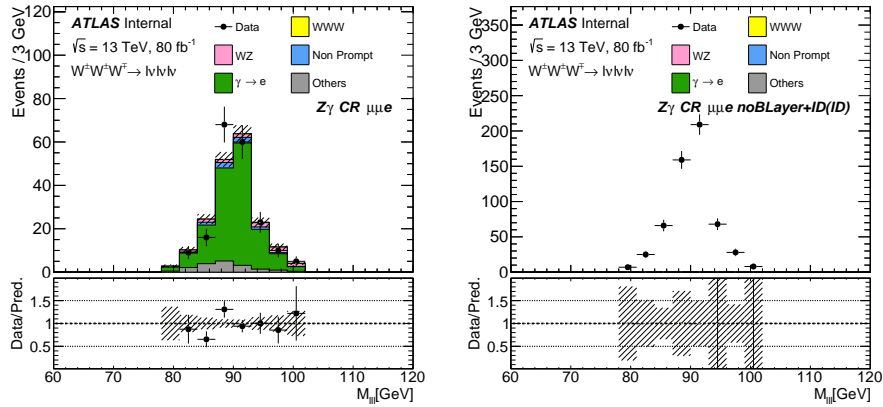 ATLAS Internal
√s = 13 TeV, 80 fb⁻¹
W±W±W∓→ lνlνlν
Data
WZ
γ → e
WWW
Non Prompt
Others
Zγ CR μμe
Events / 3 GeV
120
100
80
60
40
20
0
Data/Pred.
1.5
1
0.5
60 70 80 90 100 110 120
M_lll[GeV]
ATLAS Internal
√s = 13 TeV, 80 fb⁻¹
W±W±W∓→ lνlνlν
Data
WZ
γ → e
WWW
Non Prompt
Others
Zγ CR μμe noBLayer+ID(ID)
Events / 3 GeV
350
300
250
200
150
100
50
0
Data/Pred.
1.5
1
0.5
60 70 80 90 100 110 120
M_lll[GeV]